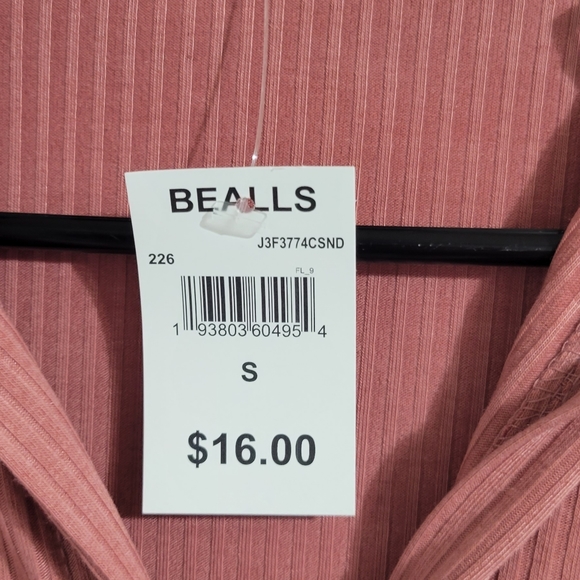 BEALLS
J3F3774CSND
226
FL_9
1 93803 60495 4
S
$16.00